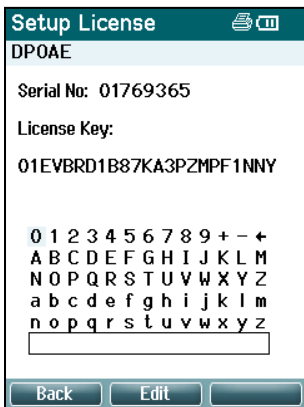 Setup License
DPOAE
Serial No: 01769365
License Key:
01EVBRD1B87KA3PZMPF1NNY
0 1 2 3 4 5 6 7 8 9 + - ←
A B C D E F G H I J K L M
N O P Q R S T U V W X Y Z
a b c d e f g h i j k l m
n o p q r s t u v w x y z
Back Edit